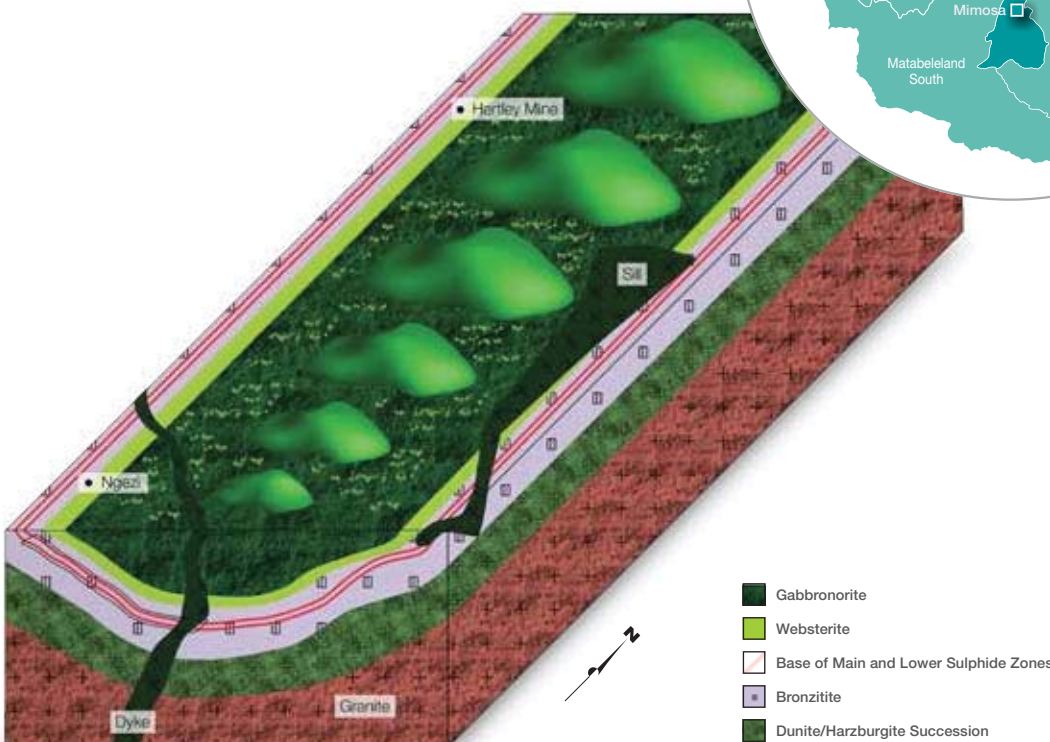 Mimosa
Matabeleland
South
Hartley Mine
Sill
Ngezi
N
Gabbronorite
Websterite
Base of Main and Lower Sulphide Zones
Bronzitite
Granite
Dyke
Dunite/Harzburgite Succession